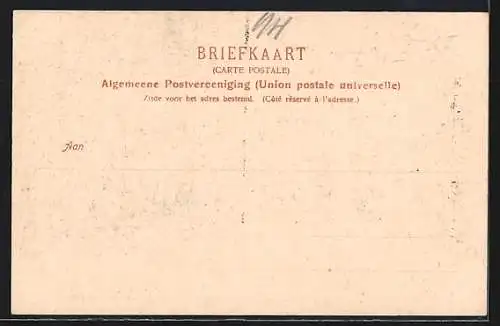 BRIEFKAART
(CARTE POSTALE)
Algemeene Postvereeniging (Union postale universelle)
Zijde voor het adres bestemd. (Côté réservé à l'adresse.)
Aan